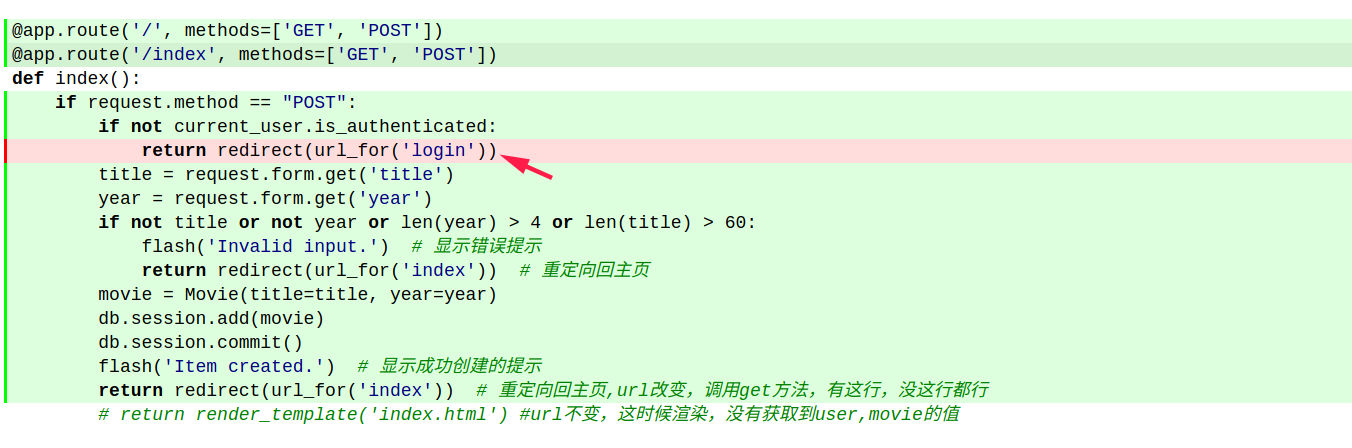 @app.route('/', methods=['GET', 'POST'])
@app.route('/index', methods=['GET', 'POST'])
def index():
    if request.method == "POST":
        if not current_user.is_authenticated:
            return redirect(url_for('login'))
        title = request.form.get('title')
        year = request.form.get('year')
        if not title or not year or len(year) > 4 or len(title) > 60:
            flash('Invalid input.')  # 显示错误提示
            return redirect(url_for('index'))  # 重定向回主页
        movie = Movie(title=title, year=year)
        db.session.add(movie)
        db.session.commit()
        flash('Item created.')  # 显示成功创建的提示
        return redirect(url_for('index'))  # 重定向回主页,url改变，调用get方法，有这行，没这行都行
        # return render_template('index.html') #url不变，这时候渲染，没有获取到user,movie的值